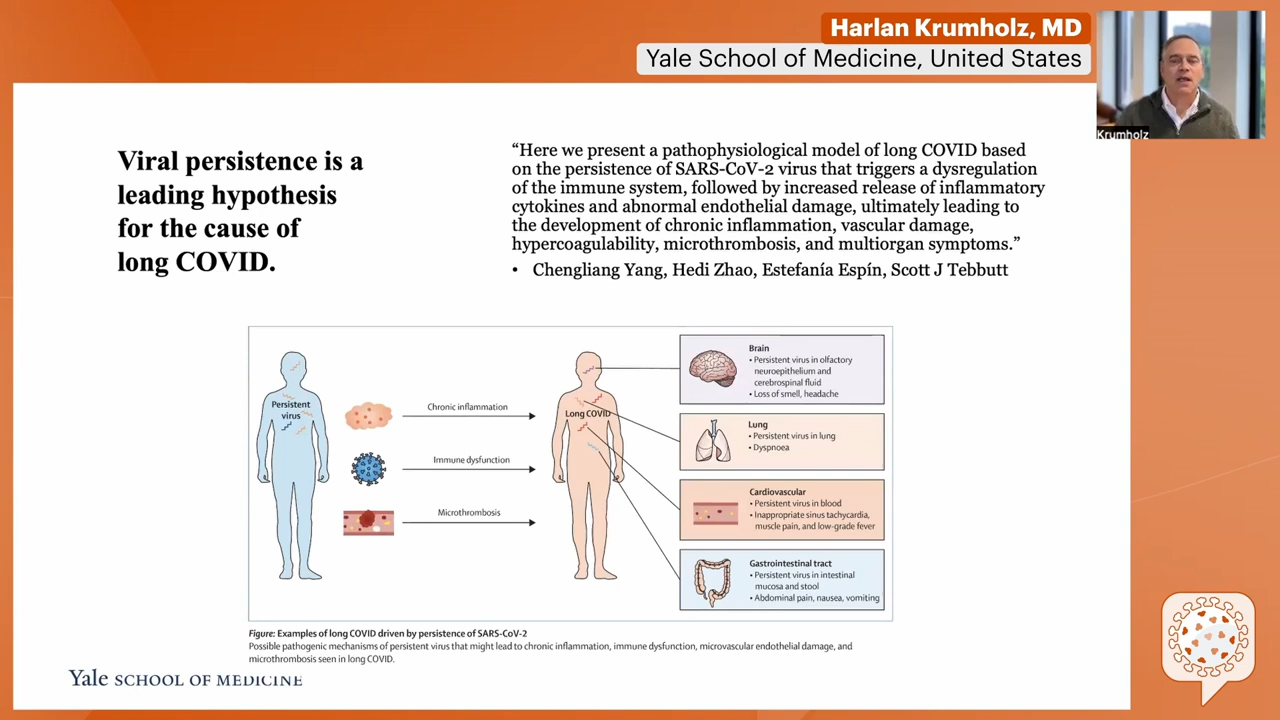 Harlan Krumholz, MD
Yale School of Medicine, United States
Krumholz
Viral persistence is a
leading hypothesis
for the cause of
long COVID.
“Here we present a pathophysiological model of long COVID based
on the persistence of SARS-CoV-2 virus that triggers a dysregulation
of the immune system, followed by increased release of inflammatory
cytokines and abnormal endothelial damage, ultimately leading to
the development of chronic inflammation, vascular damage,
hypercoagulability, microthrombosis, and multiorgan symptoms.”
• Chengliang Yang, Hedi Zhao, Estefanía Espín, Scott J Tebbutt
Persistent
virus
Chronic inflammation
Immune dysfunction
Microthrombosis
Long COVID
Brain
• Persistent virus in olfactory
neuroepithelium and
cerebrospinal fluid
• Loss of smell, headache
Lung
• Persistent virus in lung
• Dyspnoea
Cardiovascular
• Persistent virus in blood
• Inappropriate sinus tachycardia,
muscle pain, and low-grade fever
Gastrointestinal tract
• Persistent virus in intestinal
mucosa and stool
• Abdominal pain, nausea, vomiting
Figure: Examples of long COVID driven by persistence of SARS-CoV-2
Possible pathogenic mechanisms of persistent virus that might lead to chronic inflammation, immune dysfunction, microvascular endothelial damage, and
microthrombosis seen in long COVID.
Yale SCHOOL OF MEDICINE